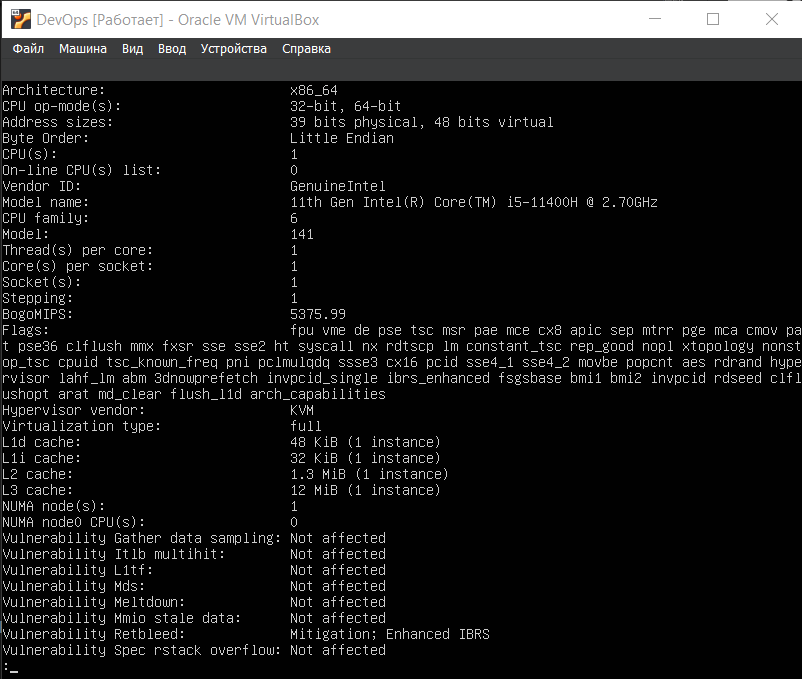 DevOps [Работает] - Oracle VM VirtualBox
Файл Машина Вид Ввод Устройства Справка
Architecture: x86_64
CPU op-mode(s): 32-bit, 64-bit
Address sizes: 39 bits physical, 48 bits virtual
Byte Order: Little Endian
CPU(s): 1
On-line CPU(s) list: 0
Vendor ID: GenuineIntel
Model name: 11th Gen Intel(R) Core(TM) i5-11400H @ 2.70GHz
CPU family: 6
Model: 141
Thread(s) per core: 1
Core(s) per socket: 1
Socket(s): 1
Stepping: 1
BogoMIPS: 5375.99
Flags: fpu vme de pse tsc msr pae mce cx8 apic sep mtrr pge mca cmov pa
t pse36 clflush mmx fxsr sse sse2 ht syscall nx rdtscp lm constant_tsc rep_good nopl xtopology nonst
op_tsc cpuid tsc_known_freq pni pclmulqdq ssse3 cx16 pcid sse4_1 sse4_2 movbe popcnt aes rdrand hype
rvisor lahf_lm abm 3dnowprefetch invpcid_single ibrs_enhanced fsgsbase bmi1 bmi2 invpcid rdseed clfl
ushopt arat md_clear flush_l1d arch_capabilities
Hypervisor vendor: KVM
Virtualization type: full
L1d cache: 48 KiB (1 instance)
L1i cache: 32 KiB (1 instance)
L2 cache: 1.3 MiB (1 instance)
L3 cache: 12 MiB (1 instance)
NUMA node(s): 1
NUMA node0 CPU(s): 0
Vulnerability Gather data sampling: Not affected
Vulnerability Itlb multihit: Not affected
Vulnerability L1tf: Not affected
Vulnerability Mds: Not affected
Vulnerability Meltdown: Not affected
Vulnerability Mmio stale data: Not affected
Vulnerability Retbleed: Mitigation; Enhanced IBRS
Vulnerability Spec rstack overflow: Not affected
:_